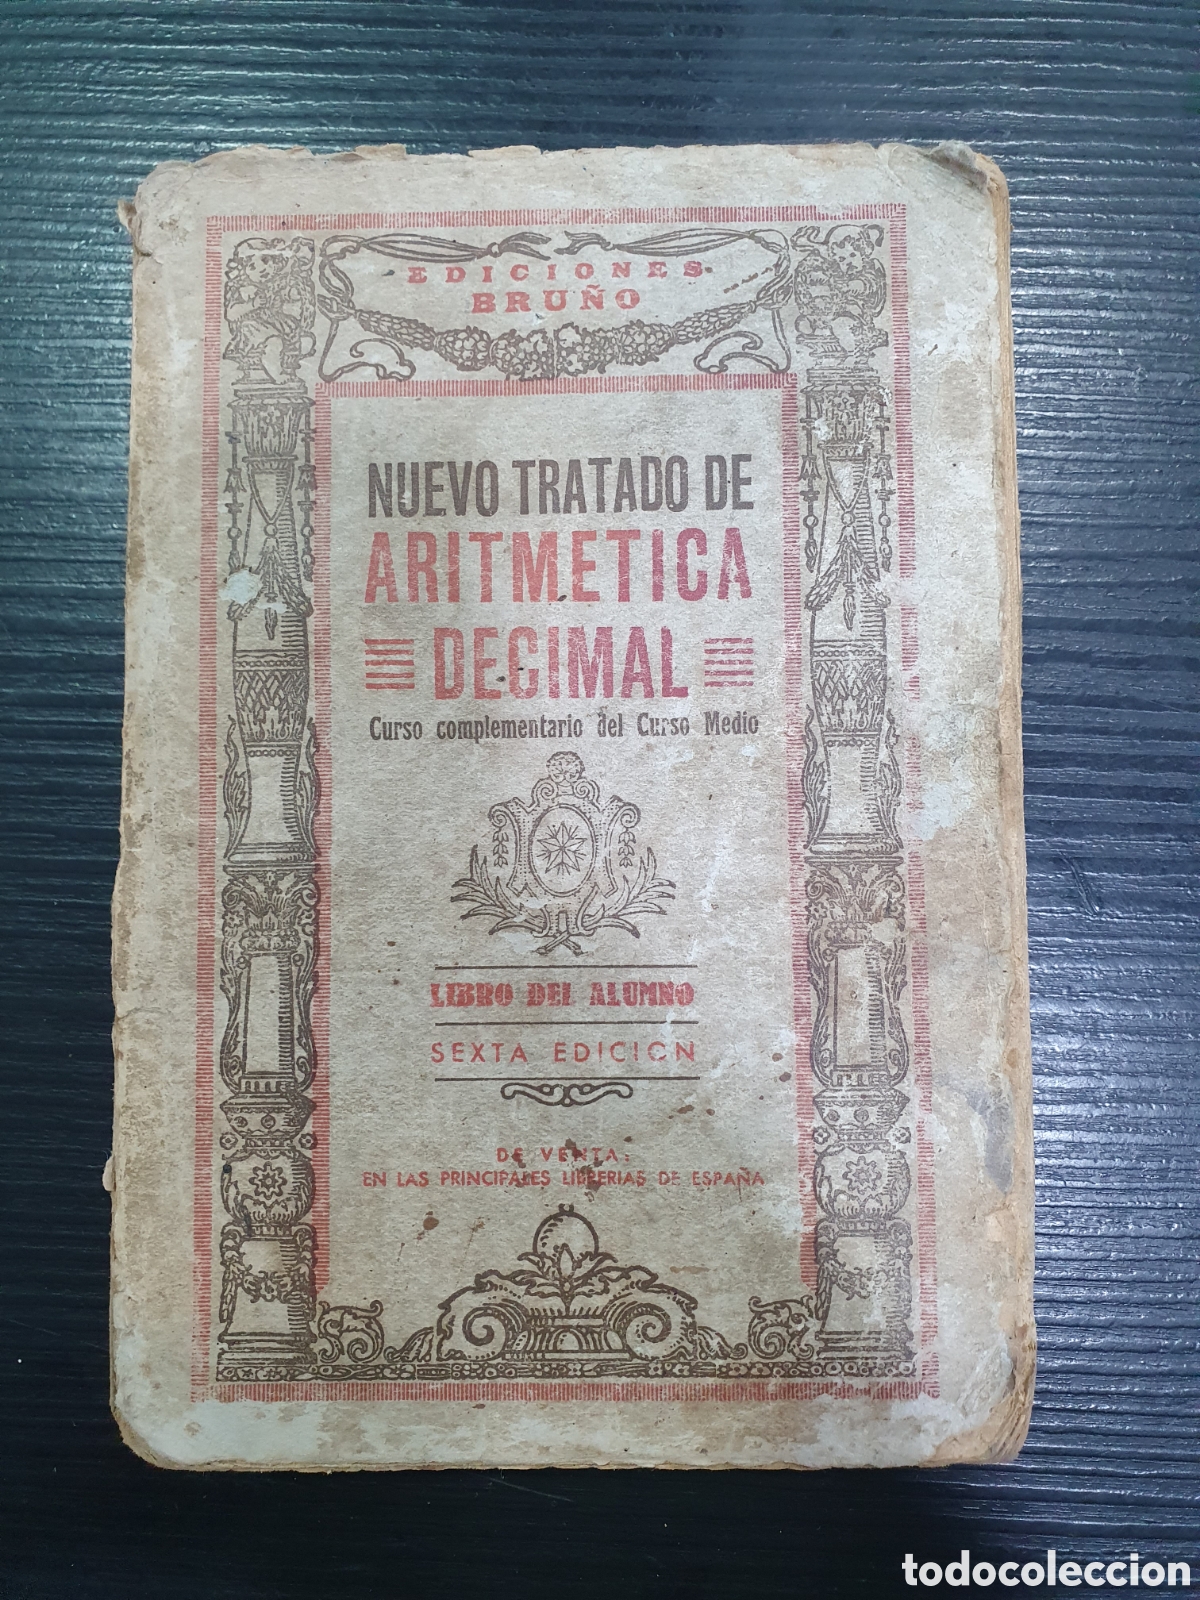 EDICIONES
BRUÑO
NUEVO TRATADO DE
ARITMETICA
DECIMAL
Curso complementario del Curso Medio
LIBRO DEL ALUMNO
SEXTA EDICION
DE VENTA:
EN LAS PRINCIPALES LIBRERIAS DE ESPAÑA
todocoleccion